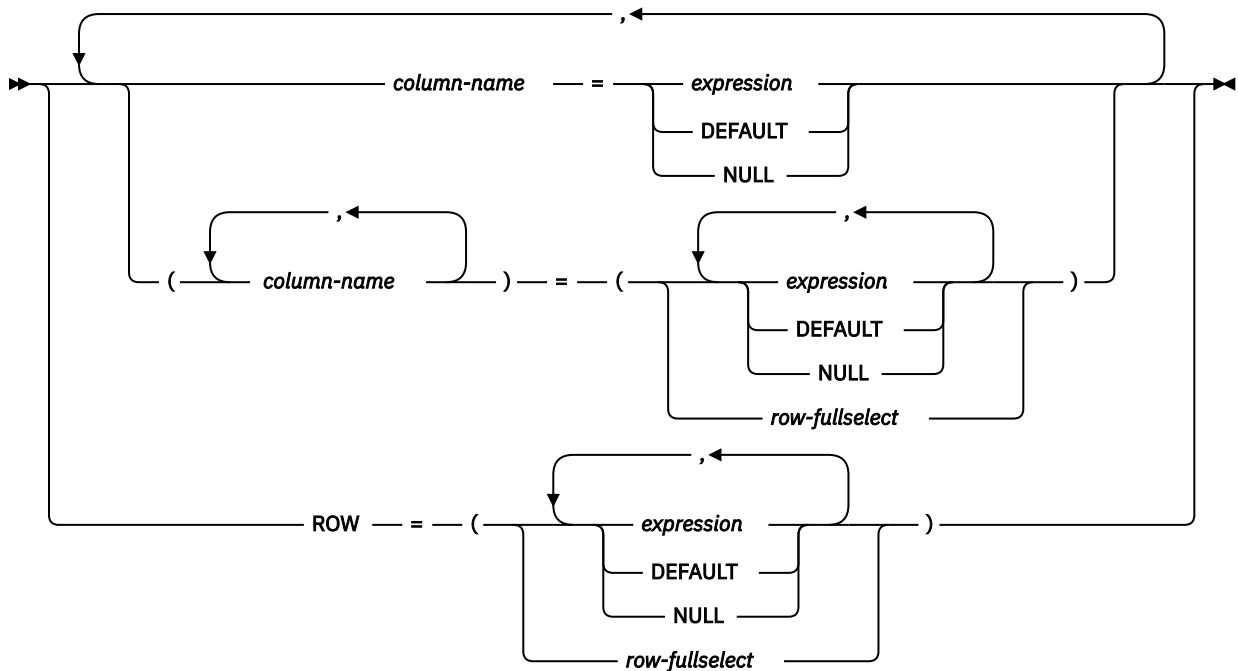 ,
column-name = expression
DEFAULT
NULL
, ,
( column-name ) = ( expression )
DEFAULT
NULL
row-fullselect
,
ROW = ( expression )
DEFAULT
NULL
row-fullselect